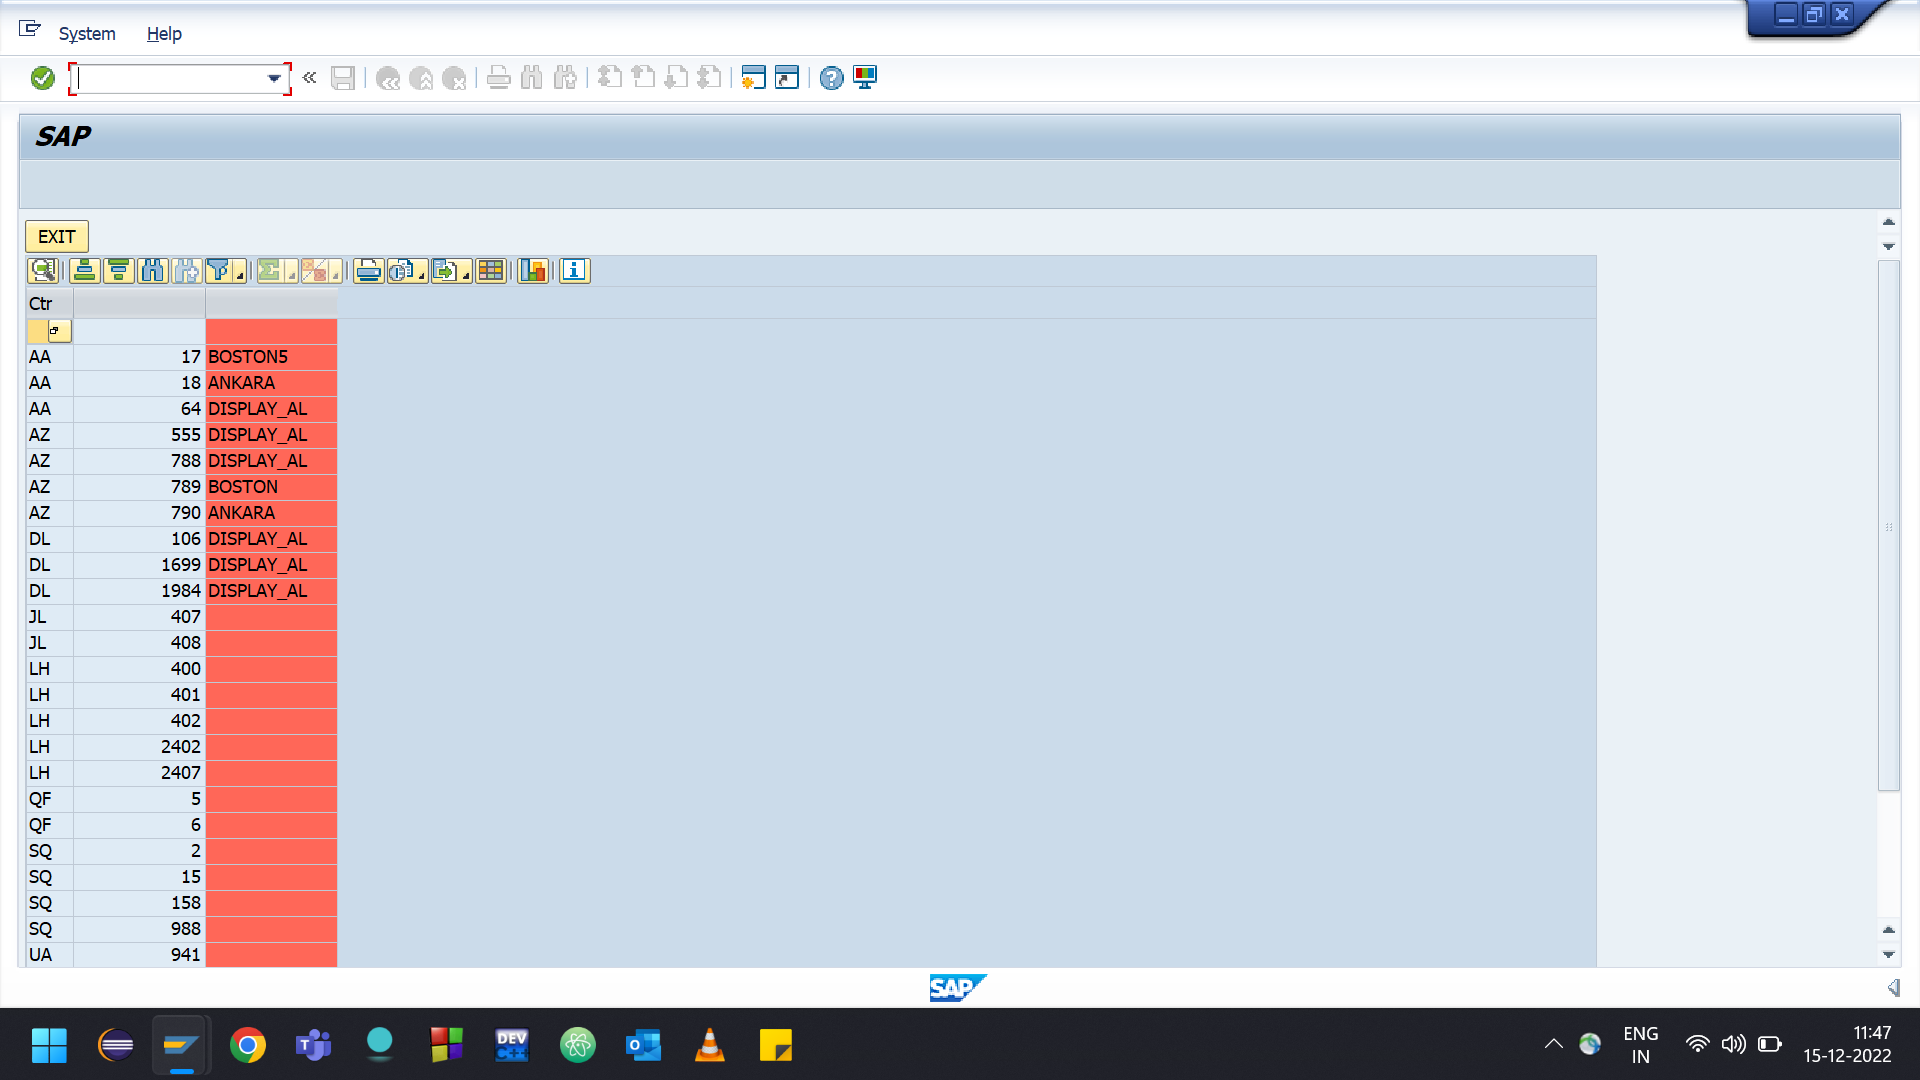 System Help
SAP
EXIT
Ctr
AA 17 BOSTON5
AA 18 ANKARA
AA 64 DISPLAY_AL
AZ 555 DISPLAY_AL
AZ 788 DISPLAY_AL
AZ 789 BOSTON
AZ 790 ANKARA
DL 106 DISPLAY_AL
DL 1699 DISPLAY_AL
DL 1984 DISPLAY_AL
JL 407
JL 408
LH 400
LH 401
LH 402
LH 2402
LH 2407
QF 5
QF 6
SQ 2
SQ 15
SQ 158
SQ 988
UA 941
SAP
DEV C++
ENG 11:47
IN 15-12-2022